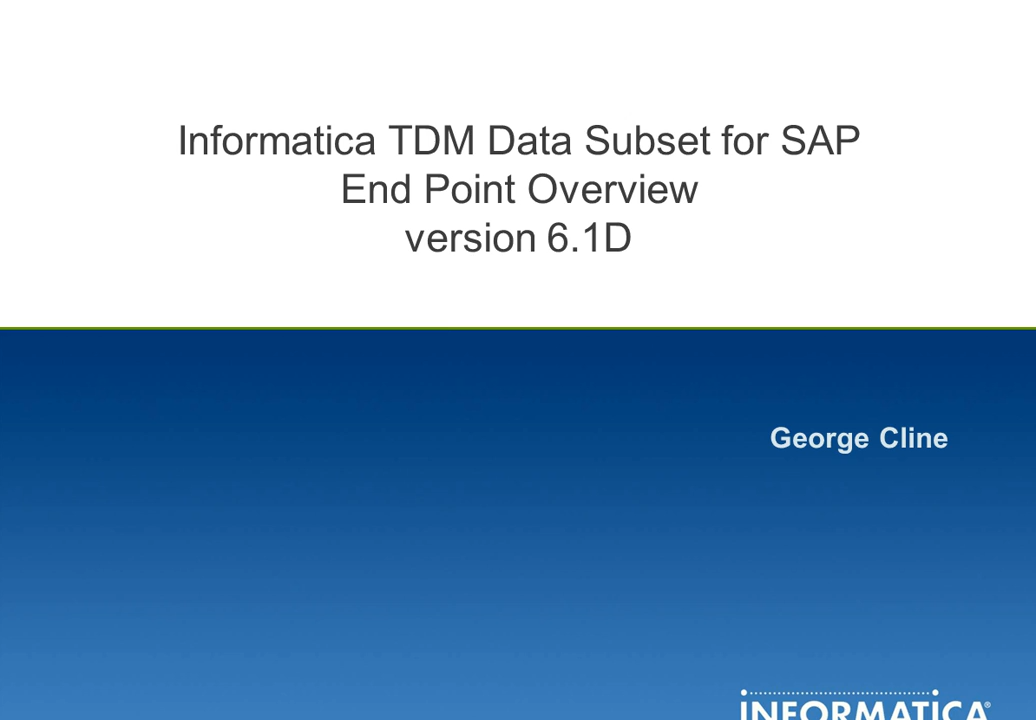 Informatica TDM Data Subset for SAP
End Point Overview
version 6.1D
George Cline
INFORMATICA®